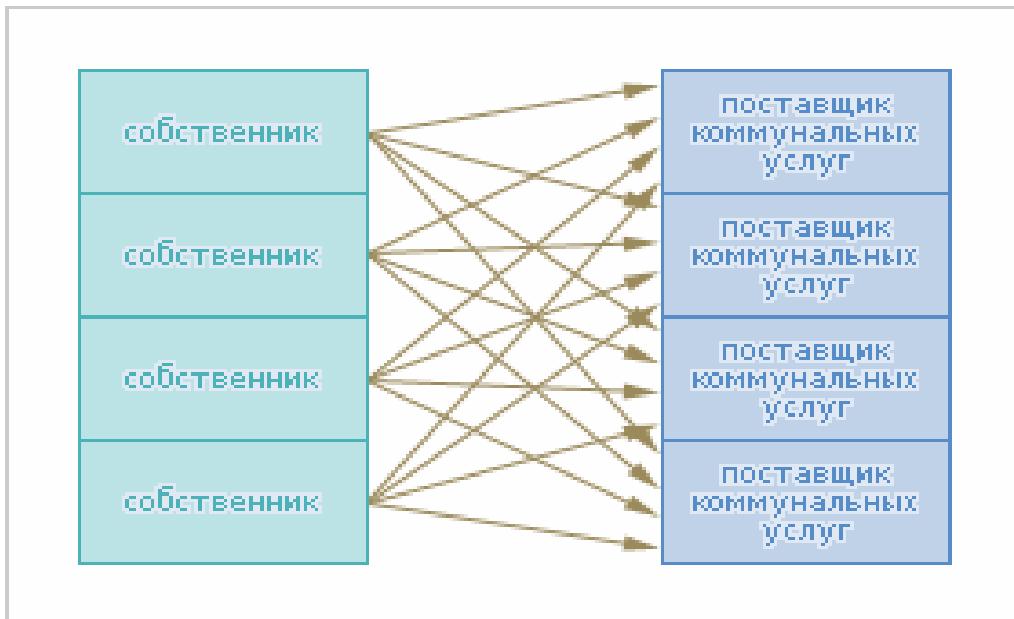 собственник
поставщик
коммунальных
услуг
собственник
поставщик
коммунальных
услуг
собственник
поставщик
коммунальных
услуг
собственник
поставщик
коммунальных
услуг